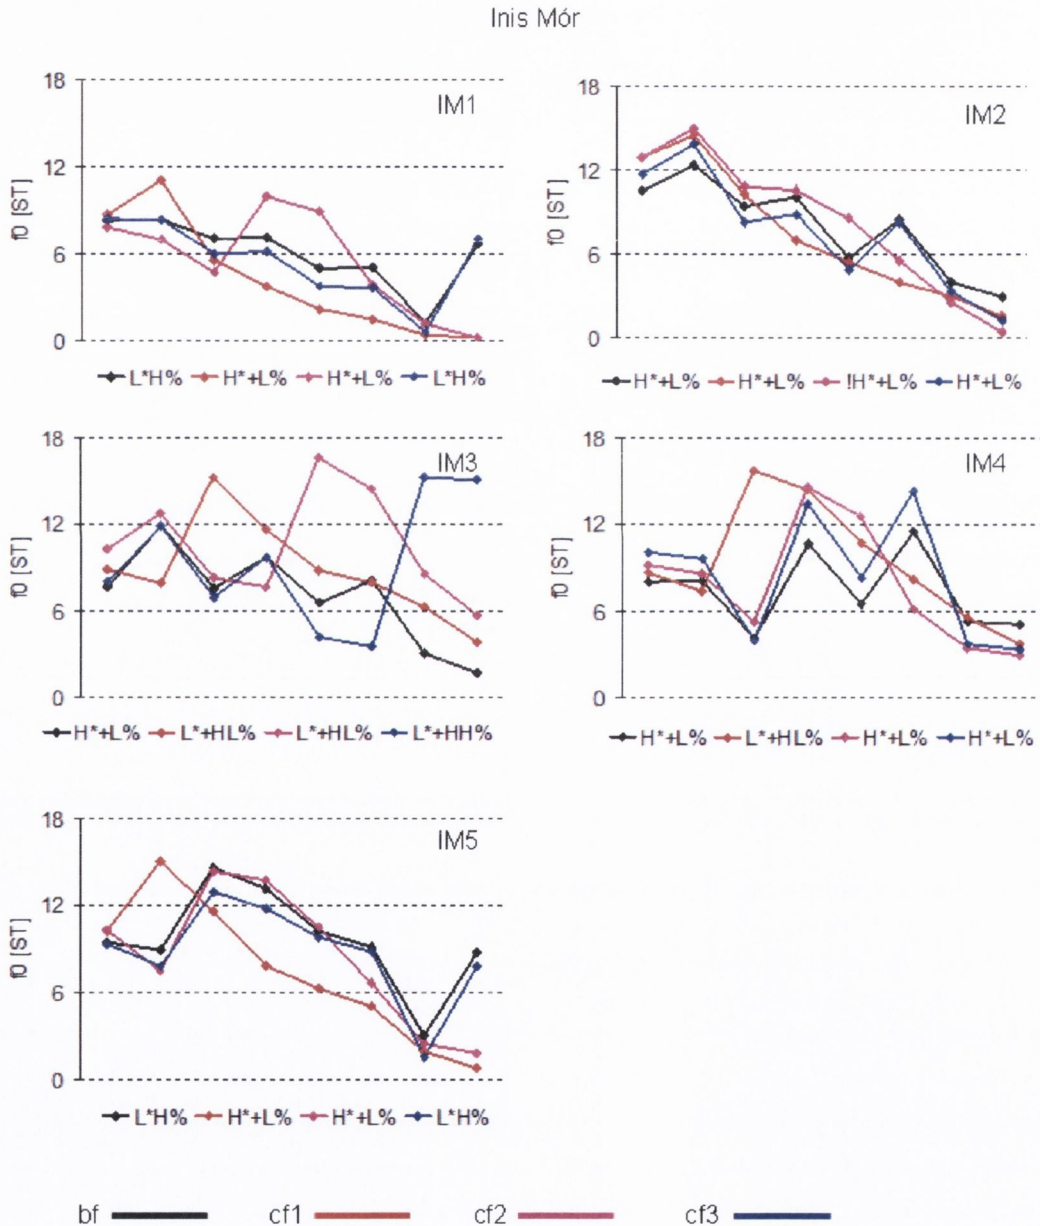 Inis Mór
IM1
f0 [ST]
18
12
6
0
L*H% H*+L% H*+L% L*H%
IM2
f0 [ST]
18
12
6
0
H*+L% H*+L% !H*+L% H*+L%
IM3
f0 [ST]
18
12
6
0
H*+L% L*+HL% L*+HL% L*+HH%
IM4
f0 [ST]
18
12
6
0
H*+L% L*+HL% H*+L% H*+L%
IM5
f0 [ST]
18
12
6
0
L*H% H*+L% H*+L% L*H%
bf cf1 cf2 cf3